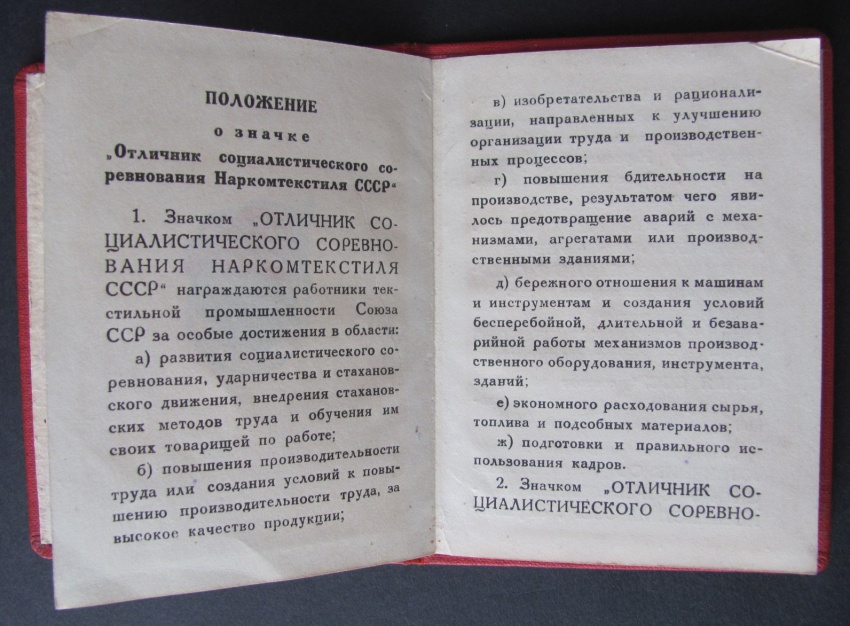 ПОЛОЖЕНИЕ
о значке
„Отличник социалистического со-
ревнования Наркомтекстиля СССР“
1. Значком „ОТЛИЧНИК СО-
ЦИАЛИСТИЧЕСКОГО СОРЕВНО-
ВАНИЯ НАРКОМТЕКСТИЛЯ
СССР“ награждаются работники тек-
стильной промышленности Союза
ССР за особые достижения в области:
а) развития социалистического со-
ревнования, ударничества и стаханов-
ского движения, внедрения стаханов-
ских методов труда и обучения им
своих товарищей по работе;
б) повышения производительности
труда или создания условий к повы-
шению производительности труда, за
высокое качество продукции;
в) изобретательства и рационали-
зации, направленных к улучшению
организации труда и производствен-
ных процессов;
г) повышения бдительности на
производстве, результатом чего яви-
лось предотвращение аварий с меха-
низмами, агрегатами или производ-
ственными зданиями;
д) бережного отношения к машинам
и инструментам и создания условий
бесперебойной, длительной и безава-
рийной работы механизмов производ-
ственного оборудования, инструмента,
зданий;
е) экономного расходования сырья,
топлива и подсобных материалов;
ж) подготовки и правильного ис-
пользования кадров.
2. Значком „ОТЛИЧНИК СО-
ЦИАЛИСТИЧЕСКОГО СОРЕВНО-